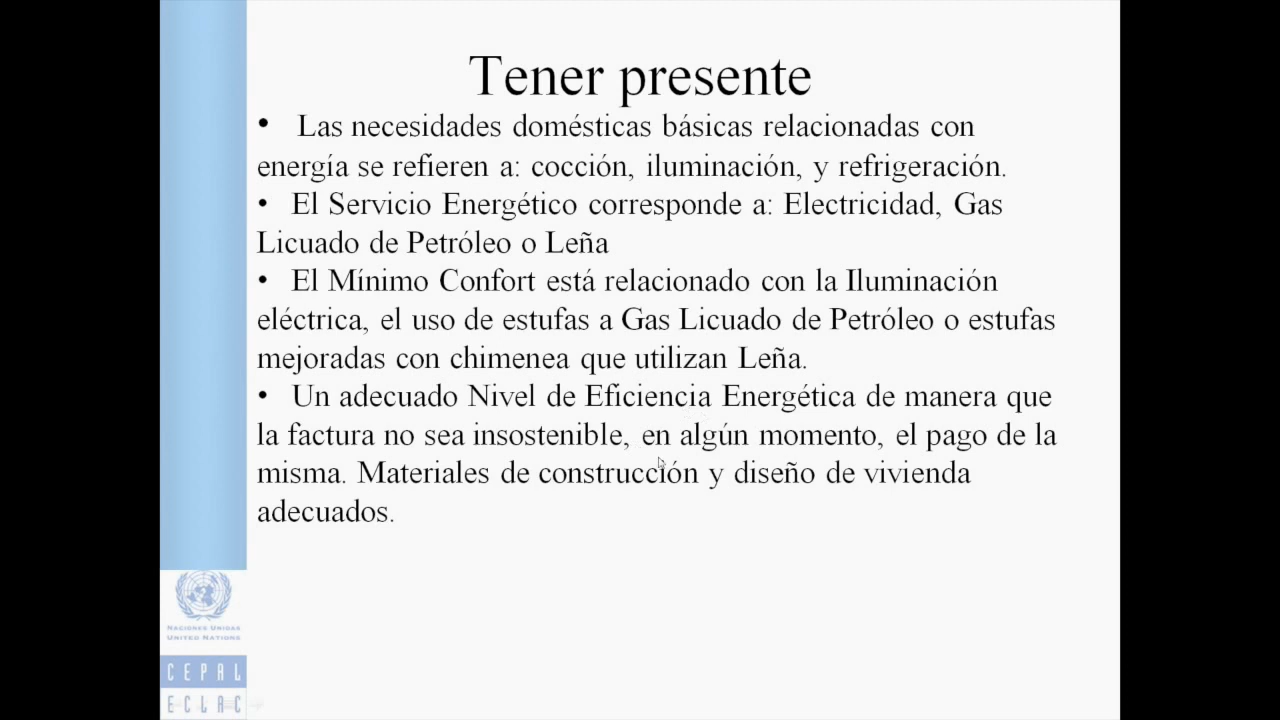 Tener presente
• Las necesidades domésticas básicas relacionadas con
energía se refieren a: cocción, iluminación, y refrigeración.
• El Servicio Energético corresponde a: Electricidad, Gas
Licuado de Petróleo o Leña
• El Mínimo Confort está relacionado con la Iluminación
eléctrica, el uso de estufas a Gas Licuado de Petróleo o estufas
mejoradas con chimenea que utilizan Leña.
• Un adecuado Nivel de Eficiencia Energética de manera que
la factura no sea insostenible, en algún momento, el pago de la
misma. Materiales de construcción y diseño de vivienda
adecuados.
NACIONES UNIDAS
UNITED NATIONS
CEPAL
ECLAC